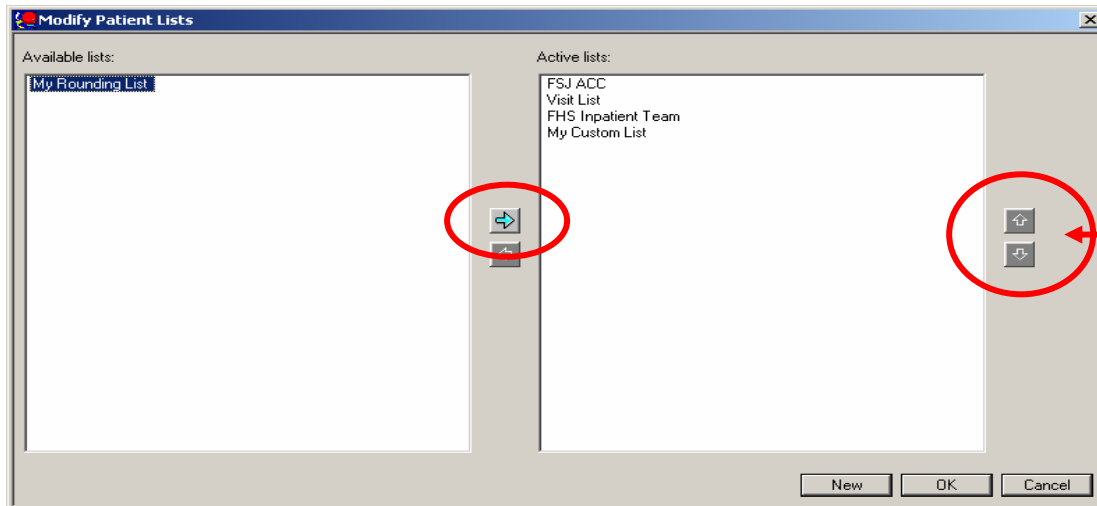 Modify Patient Lists
Available lists:
My Rounding List
Active lists:
FSJ ACC
Visit List
FHS Inpatient Team
My Custom List
New
OK
Cancel